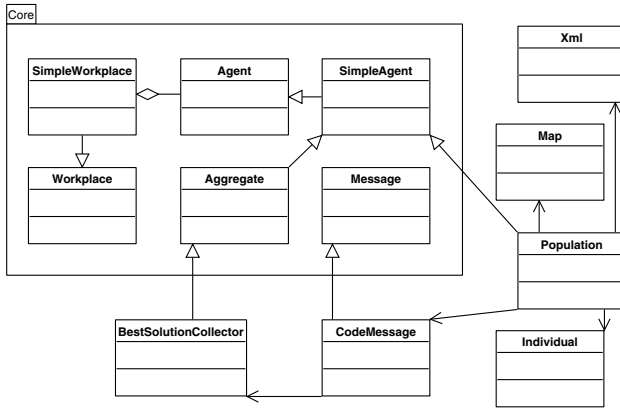 Core
Xml
SimpleWorkplace
Agent
SimpleAgent
Map
Workplace
Aggregate
Message
Population
BestSolutionCollector
CodeMessage
Individual